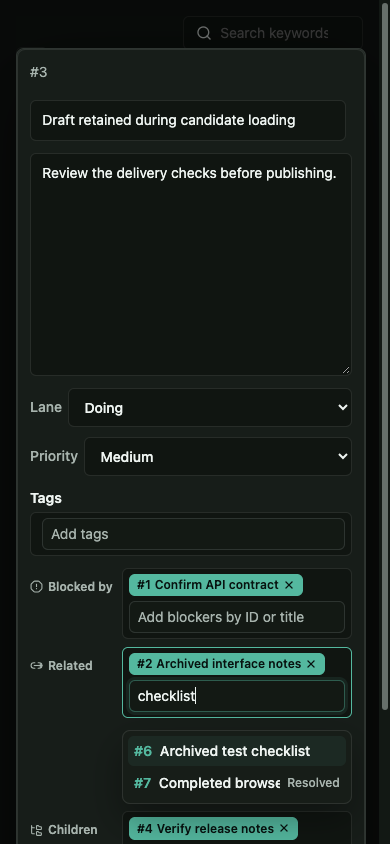 Search keywords
#3
Draft retained during candidate loading
Review the delivery checks before publishing.
Lane Doing
Priority Medium
Tags
Add tags
Blocked by #1 Confirm API contract ×
Add blockers by ID or title
Related #2 Archived interface notes ×
checklist
#6 Archived test checklist
#7 Completed browse Resolved
Children #4 Verify release notes ×